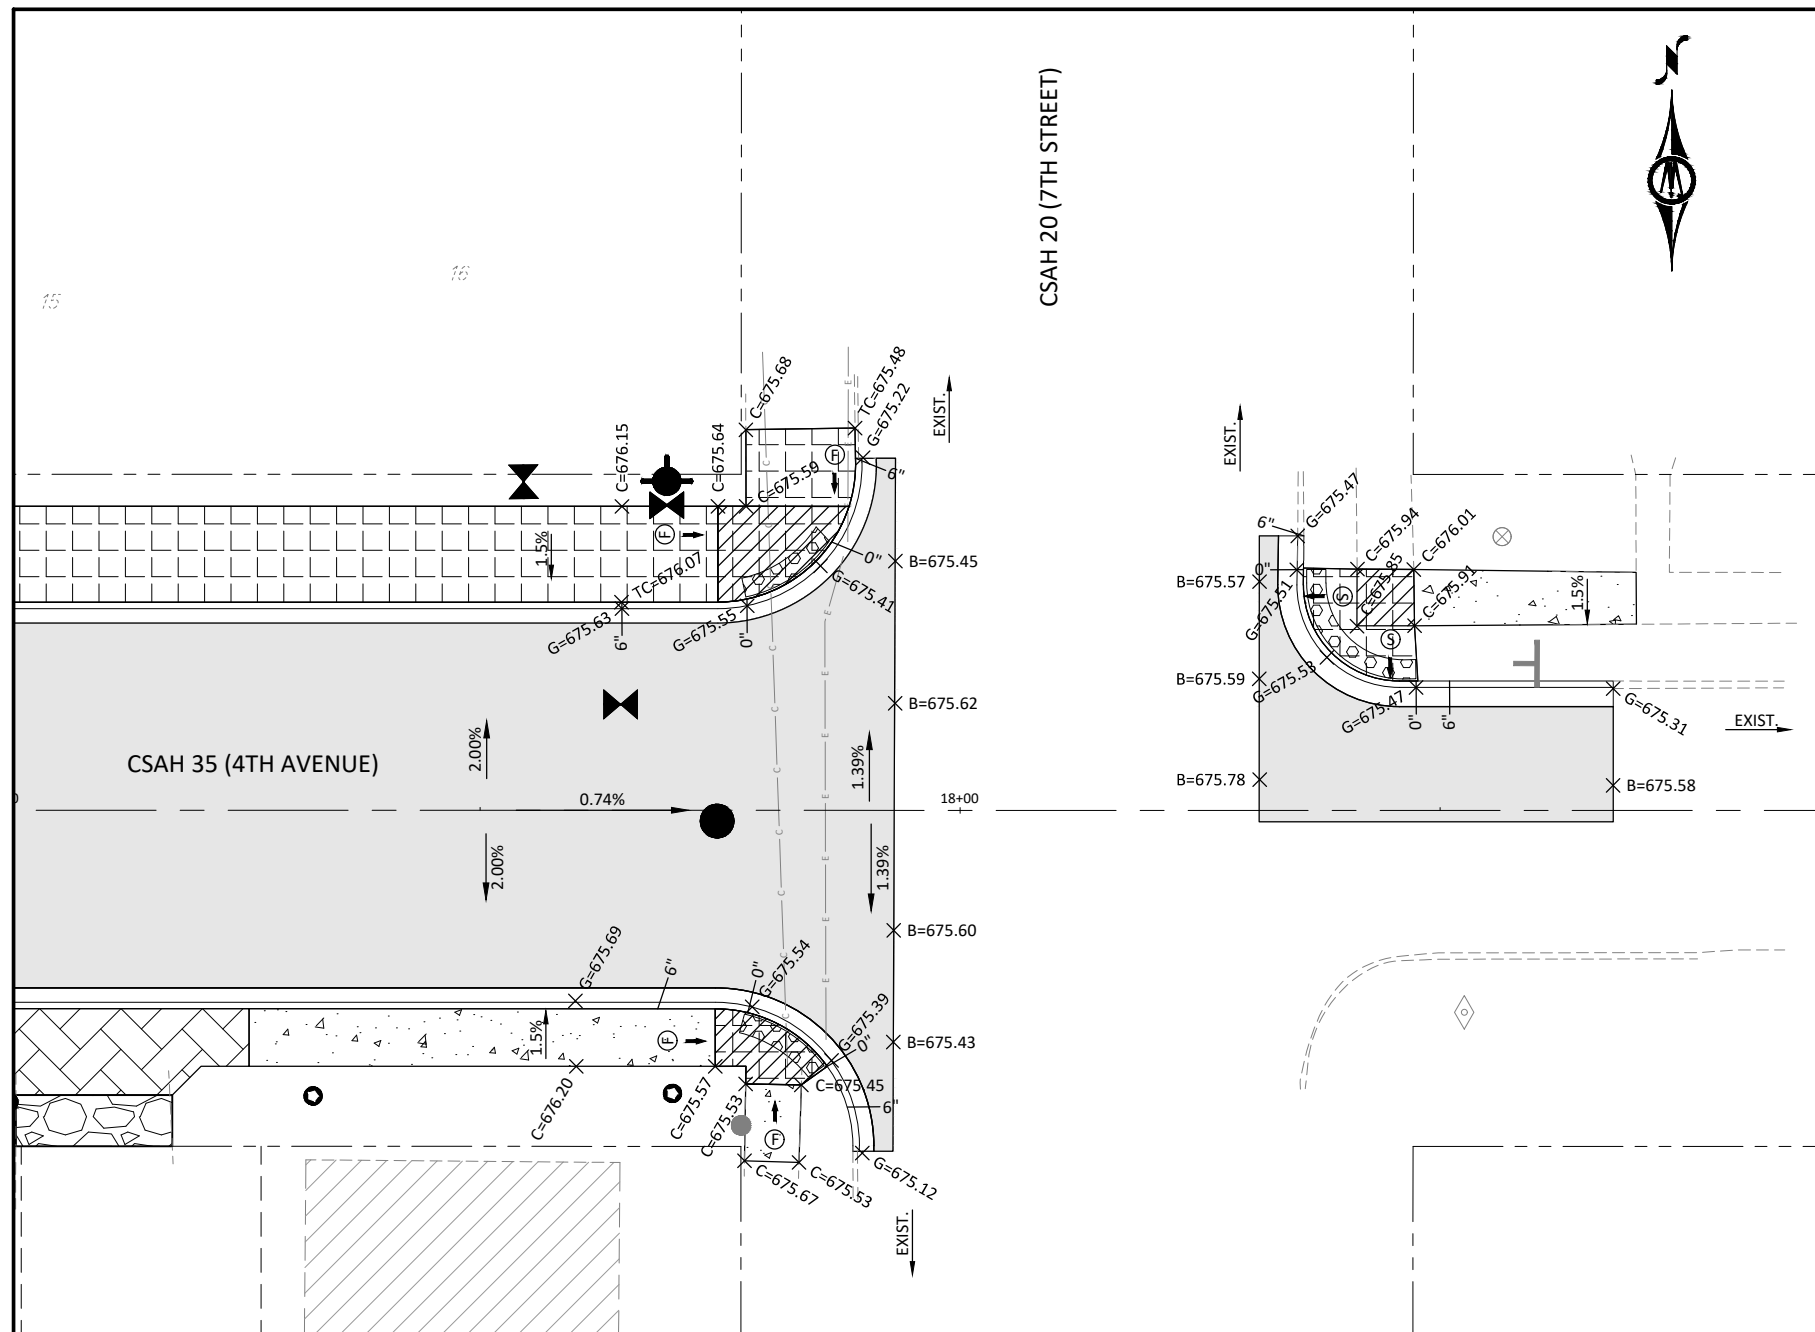 N
CSAH 20 (7TH STREET)
16
15
C=675.68
TC=675.48
G=675.22
EXIST.
EXIST.
C=676.15
C=675.64
F
C=675.59
6"
G=675.47
6"
C=675.94
C=676.01
1.5%
F
0"
B=675.45
0"
B=675.57
G=675.51
S
C=675.85
C=675.91
1.5%
TC=676.07
G=675.41
G=675.63
6"
G=675.55
0"
S
B=675.59
G=675.53
B=675.62
G=675.47
0"
6"
G=675.31
EXIST.
2.00%
1.39%
CSAH 35 (4TH AVENUE)
B=675.78
B=675.58
0.74%
18+00
2.00%
1.39%
G=675.69
6"
0"
G=675.54
B=675.60
G=675.39
1.5%
F
0"
B=675.43
C=676.20
C=675.57
C=675.53
C=675.45
6"
F
C=675.67
C=675.53
G=675.12
EXIST.
C
C
C
C
C
C
E
E
E
E
E
E